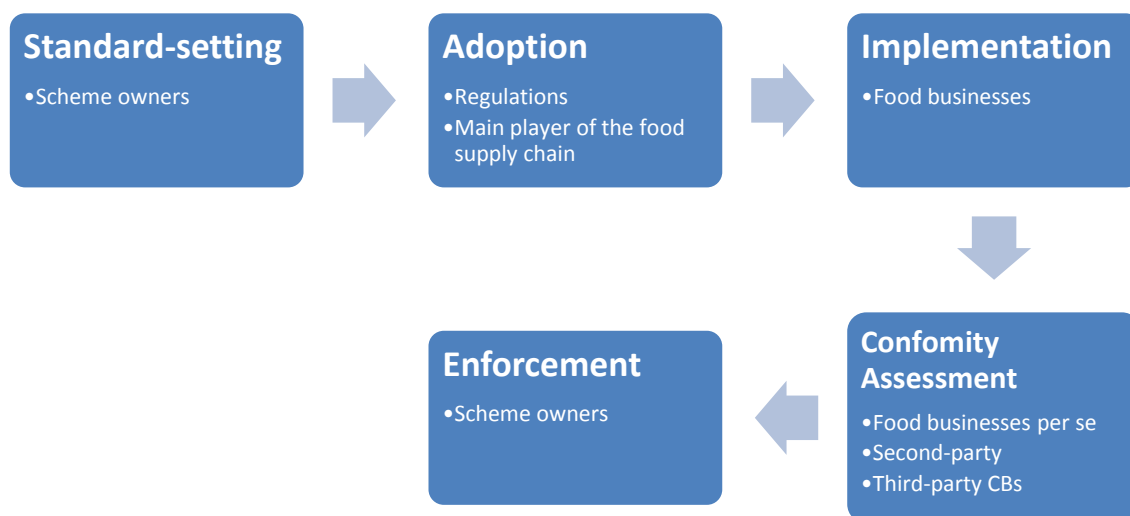 Standard-setting
•Scheme owners
Adoption
•Regulations
•Main player of the food
supply chain
Implementation
•Food businesses
Confomity
Assessment
•Food businesses per se
•Second-party
•Third-party CBs
Enforcement
•Scheme owners